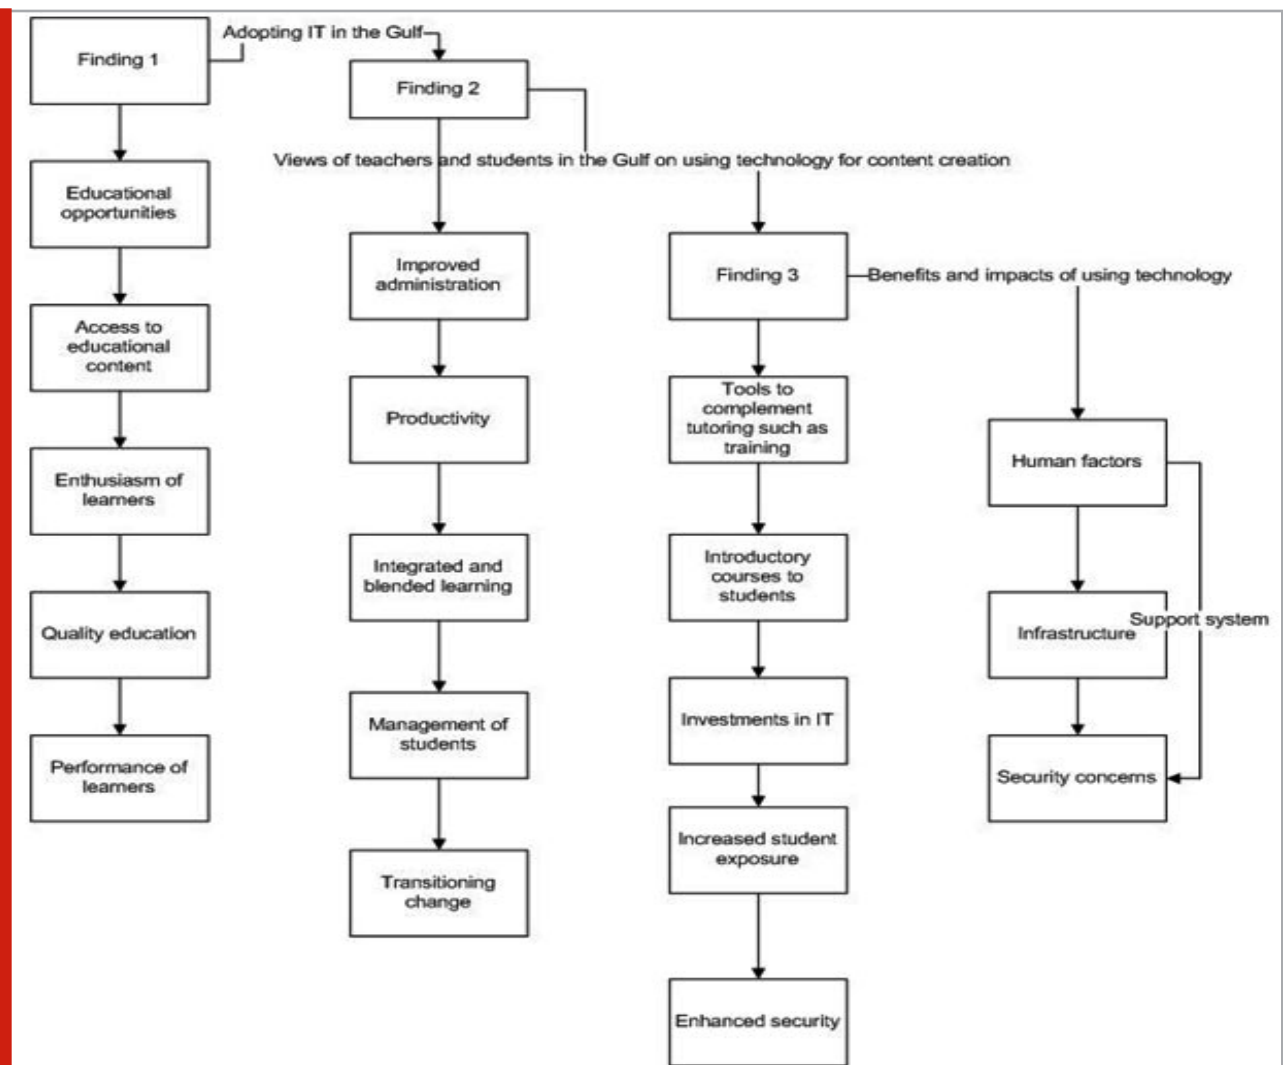 Finding 1
Adopting IT in the Gulf
Finding 2
Views of teachers and students in the Gulf on using technology for content creation
Educational
opportunities
Access to
educational
content
Enthusiasm of
learners
Quality education
Performance of
learners
Improved
administration
Productivity
Integrated and
blended learning
Management of
students
Transitioning
change
Finding 3
Benefits and impacts of using technology
Tools to
complement
tutoring such as
training
Introductory
courses to
students
Investments in IT
Increased student
exposure
Enhanced security
Human factors
Infrastructure
Support system
Security concerns